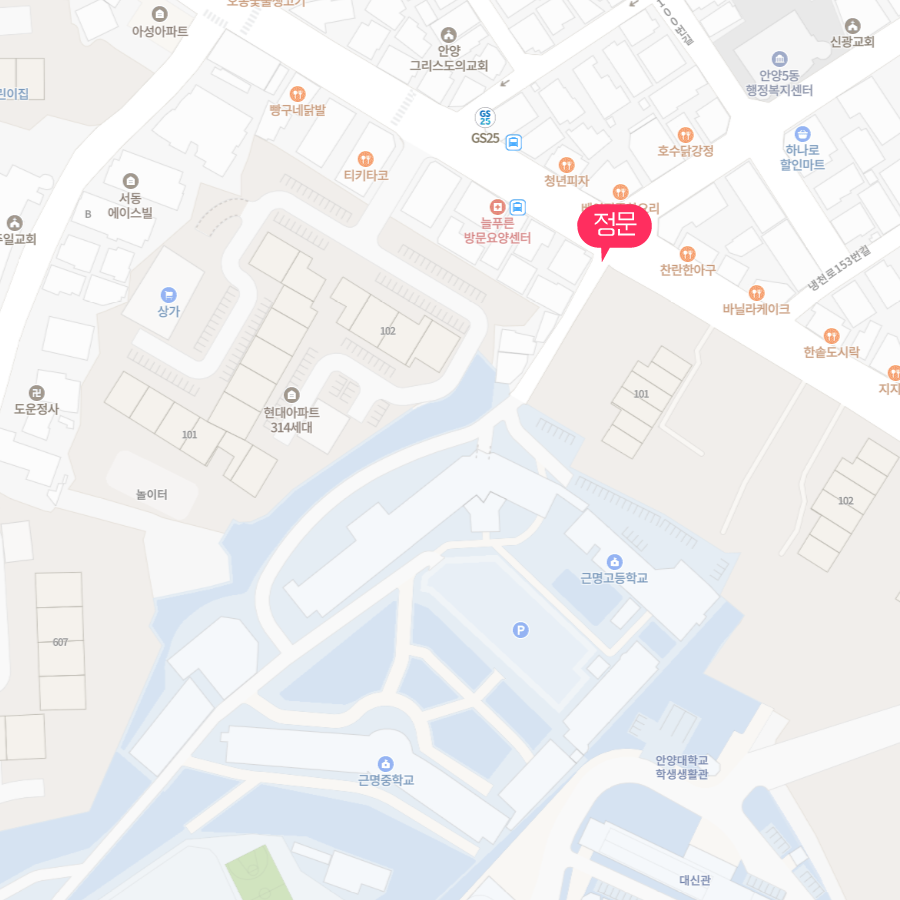 아성아파트
안양
그리스도의교회
신광교회
안양5동
행정복지센터
빵구네닭발
GS
25
GS25
티키타코
호수닭강정
하나로
할인마트
청년피자
서동
에이스빌
B
늘푸른
방문요양센터
정문
찬란한아구
냉천로153번길
바닐라케이크
한솥도시락
상가
102
도운정사
현대아파트
314세대
101
101
놀이터
102
근명고등학교
P
607
근명중학교
안양대학교
학생생활관
대신관